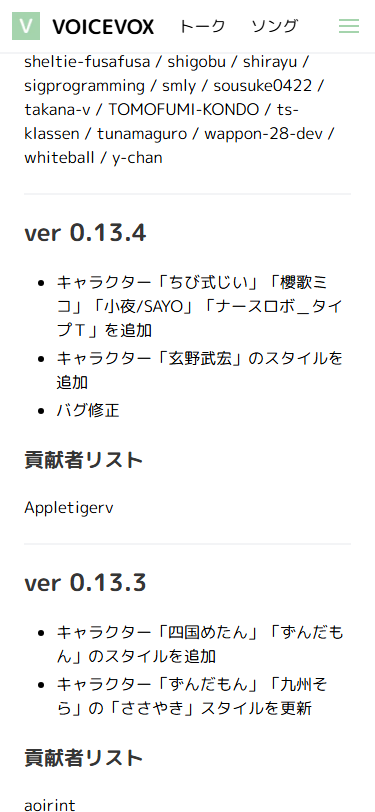 VOICEVOX トーク ソング
sheltie-fusafusa / shigobu / shirayu /
sigprogramming / smly / sousuke0422 /
takana-v / TOMOFUMI-KONDO / ts-
klassen / tunamaguro / wappon-28-dev /
whiteball / y-chan
ver 0.13.4
キャラクター「ちび式じい」「櫻歌ミ
コ」「小夜/SAYO」「ナースロボ＿タイ
プＴ」を追加
キャラクター「玄野武宏」のスタイルを
追加
バグ修正
貢献者リスト
Appletigerv
ver 0.13.3
キャラクター「四国めたん」「ずんだも
ん」のスタイルを追加
キャラクター「ずんだもん」「九州そ
ら」の「ささやき」スタイルを更新
貢献者リスト
aoirint